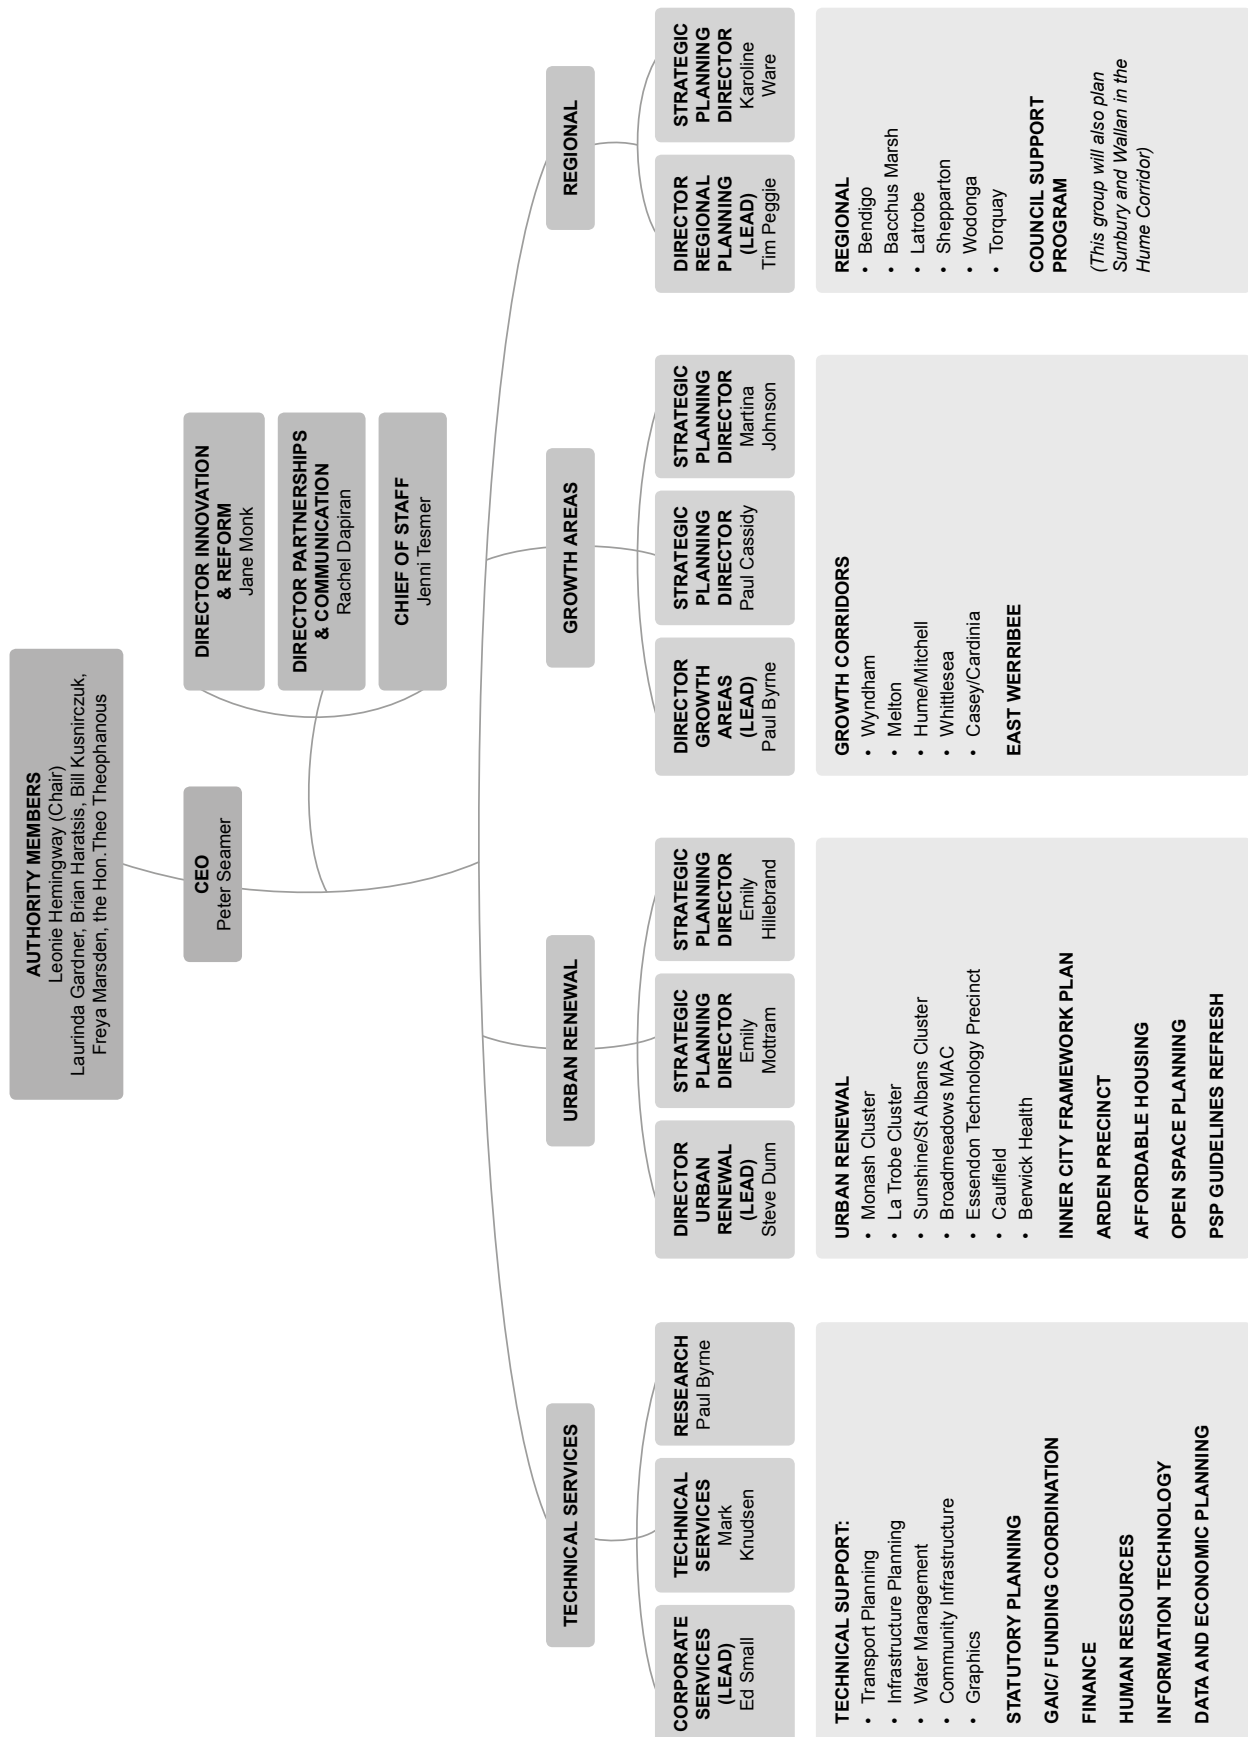 AUTHORITY MEMBERS
Leonie Hemingway (Chair)
Laurinda Gardner, Brian Haratsis, Bill Kusnirczuk,
Freya Marsden, the Hon.Theo Theophanous
CEO
Peter Seamer
DIRECTOR INNOVATION
& REFORM
Jane Monk
DIRECTOR PARTNERSHIPS
& COMMUNICATION
Rachel Dapiran
CHIEF OF STAFF
Jenni Tesmer
TECHNICAL SERVICES
CORPORATE
SERVICES
(LEAD)
Ed Small
TECHNICAL
SERVICES
Mark
Knudsen
RESEARCH
Paul Byrne
TECHNICAL SUPPORT:
• Transport Planning
• Infrastructure Planning
• Water Management
• Community Infrastructure
• Graphics
STATUTORY PLANNING
GAIC/ FUNDING COORDINATION
FINANCE
HUMAN RESOURCES
INFORMATION TECHNOLOGY
DATA AND ECONOMIC PLANNING
URBAN RENEWAL
DIRECTOR
URBAN
RENEWAL
(LEAD)
Steve Dunn
STRATEGIC
PLANNING
DIRECTOR
Emily
Mottram
STRATEGIC
PLANNING
DIRECTOR
Emily
Hillebrand
URBAN RENEWAL
• Monash Cluster
• La Trobe Cluster
• Sunshine/St Albans Cluster
• Broadmeadows MAC
• Essendon Technology Precinct
• Caulfield
• Berwick Health
INNER CITY FRAMEWORK PLAN
ARDEN PRECINCT
AFFORDABLE HOUSING
OPEN SPACE PLANNING
PSP GUIDELINES REFRESH
GROWTH AREAS
DIRECTOR
GROWTH
AREAS
(LEAD)
Paul Byrne
STRATEGIC
PLANNING
DIRECTOR
Paul Cassidy
STRATEGIC
PLANNING
DIRECTOR
Martina
Johnson
GROWTH CORRIDORS
• Wyndham
• Melton
• Hume/Mitchell
• Whittlesea
• Casey/Cardinia
EAST WERRIBEE
REGIONAL
DIRECTOR
REGIONAL
PLANNING
(LEAD)
Tim Peggie
STRATEGIC
PLANNING
DIRECTOR
Karoline
Ware
REGIONAL
• Bendigo
• Bacchus Marsh
• Latrobe
• Shepparton
• Wodonga
• Torquay
COUNCIL SUPPORT
PROGRAM
(This group will also plan
Sunbury and Wallan in the
Hume Corridor)